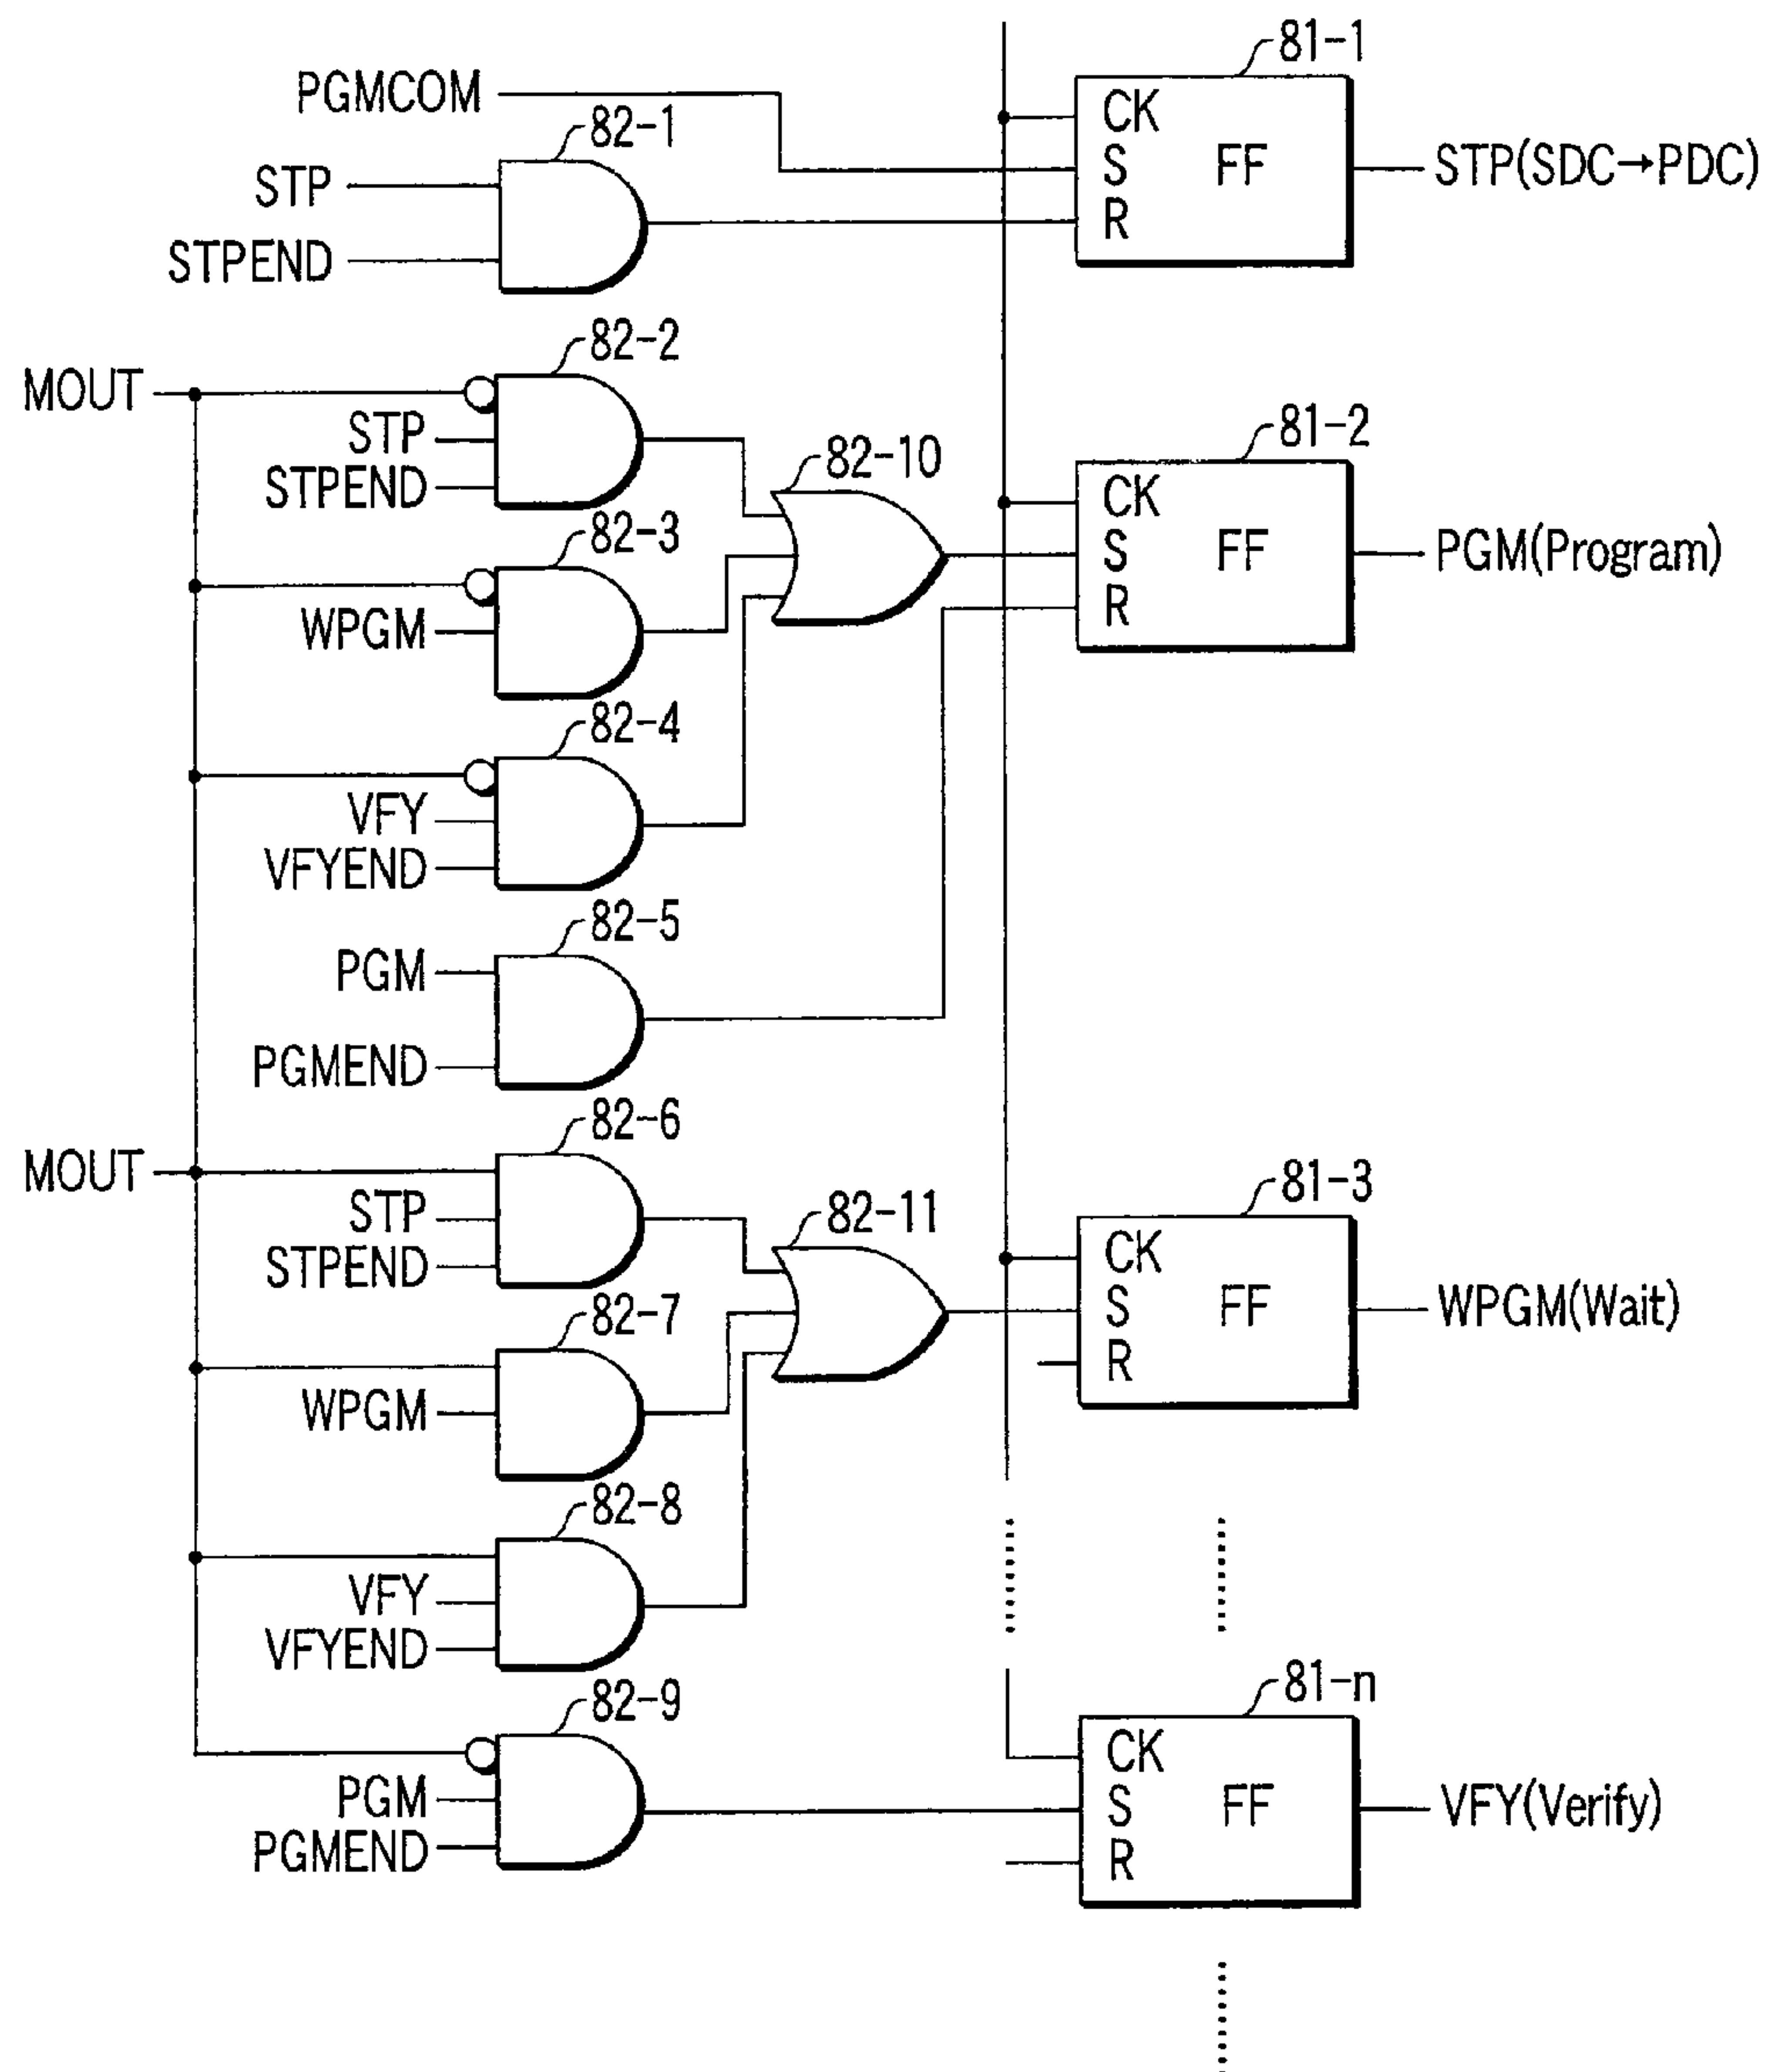 81-1
PGMCOM
82-1
CK
STP
S
FF
STP(SDC→PDC)
R
STPEND
82-2
MOUT
STP
STPEND
82-10
81-2
CK
82-3
S
FF
PGM(Program)
WPGM
R
82-4
VFY
VFYEND
82-5
PGM
PGMEND
82-6
MOUT
STP
STPEND
82-11
81-3
CK
82-7
S
FF
WPGM(Wait)
R
WPGM
82-8
VFY
VFYEND
82-9
81-n
CK
PGM
S
FF
VFY(Verify)
PGMEND
R